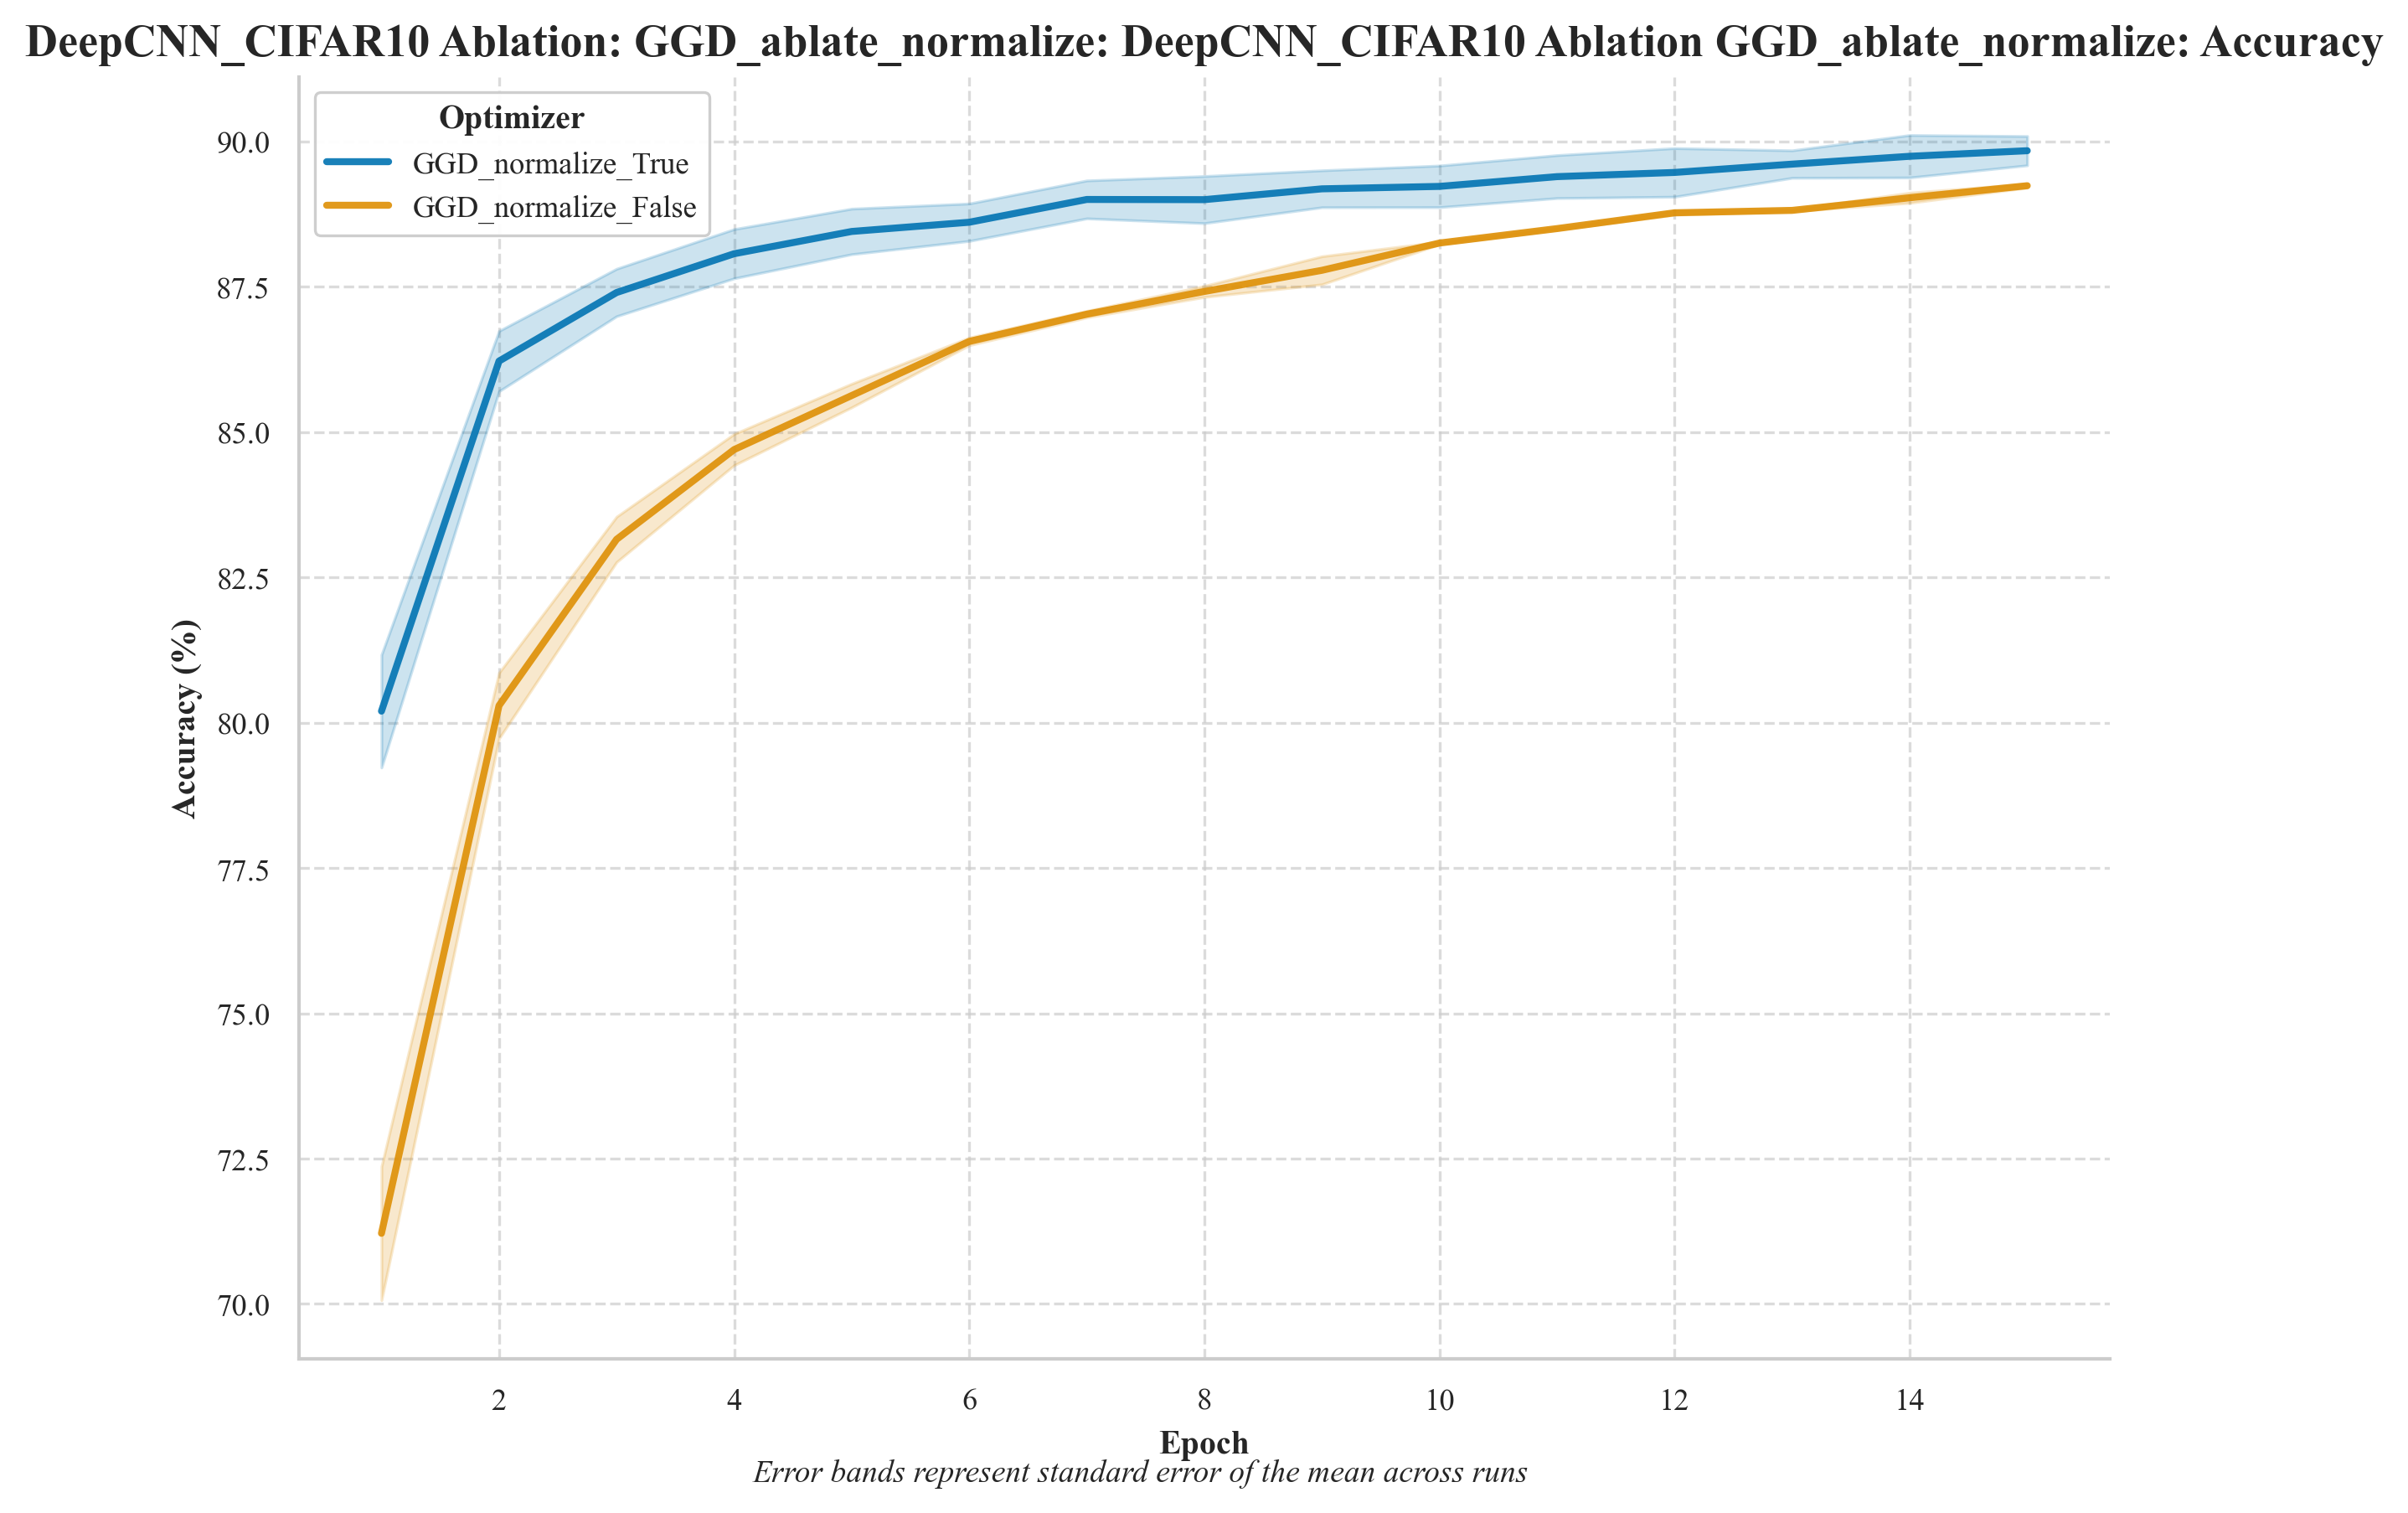 DeepCNN_CIFAR10 Ablation: GGD_ablate_normalize: DeepCNN_CIFAR10 Ablation GGD_ablate_normalize: Accuracy
Optimizer
GGD_normalize_True
GGD_normalize_False
90.0
87.5
85.0
82.5
80.0
77.5
75.0
72.5
70.0
Accuracy (%)
2 4 6 8 10 12 14
Epoch
Error bands represent standard error of the mean across runs